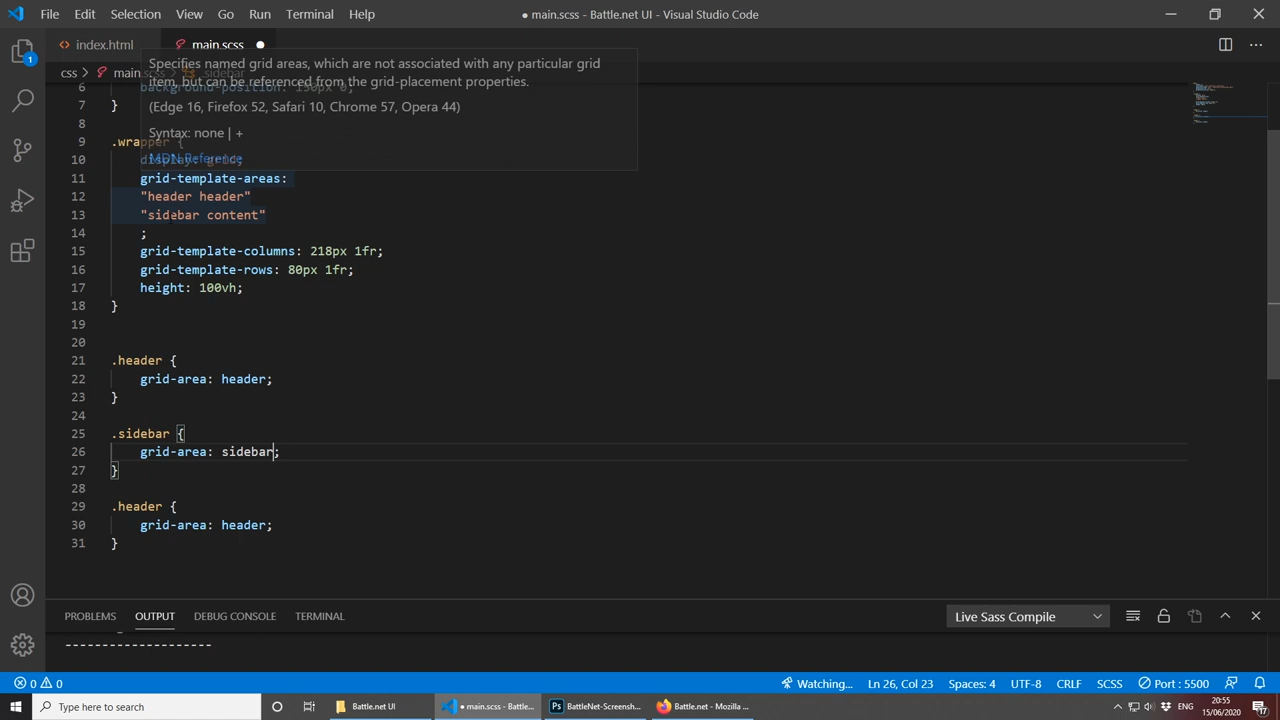 File Edit Selection View Go Run Terminal Help
● main.scss - Battle.net UI - Visual Studio Code
index.html
main.scss
css > main.scss > .sidebar
Specifies named grid areas, which are not associated with any particular grid
item, but can be referenced from the grid-placement properties.
(Edge 16, Firefox 52, Safari 10, Chrome 57, Opera 44)
Syntax: none | +
MDN Reference
6 background-position: 150px 0;
7 }
8
9 .wrapper {
10 display: grid;
11 grid-template-areas:
12 "header header"
13 "sidebar content"
14 ;
15 grid-template-columns: 218px 1fr;
16 grid-template-rows: 80px 1fr;
17 height: 100vh;
18 }
19
20
21 .header {
22 grid-area: header;
23 }
24
25 .sidebar {
26 grid-area: sidebar;
27 }
28
29 .header {
30 grid-area: header;
31 }
1
PROBLEMS OUTPUT DEBUG CONSOLE TERMINAL
Live Sass Compile
--------------------
0 0
Watching... Ln 26, Col 23 Spaces: 4 UTF-8 CRLF SCSS Port : 5500
Type here to search
Battle.net UI
● main.scss - Battle...
BattleNet-Screensh...
Battle.net - Mozilla ...
ENG
20:55
15/06/2020
7